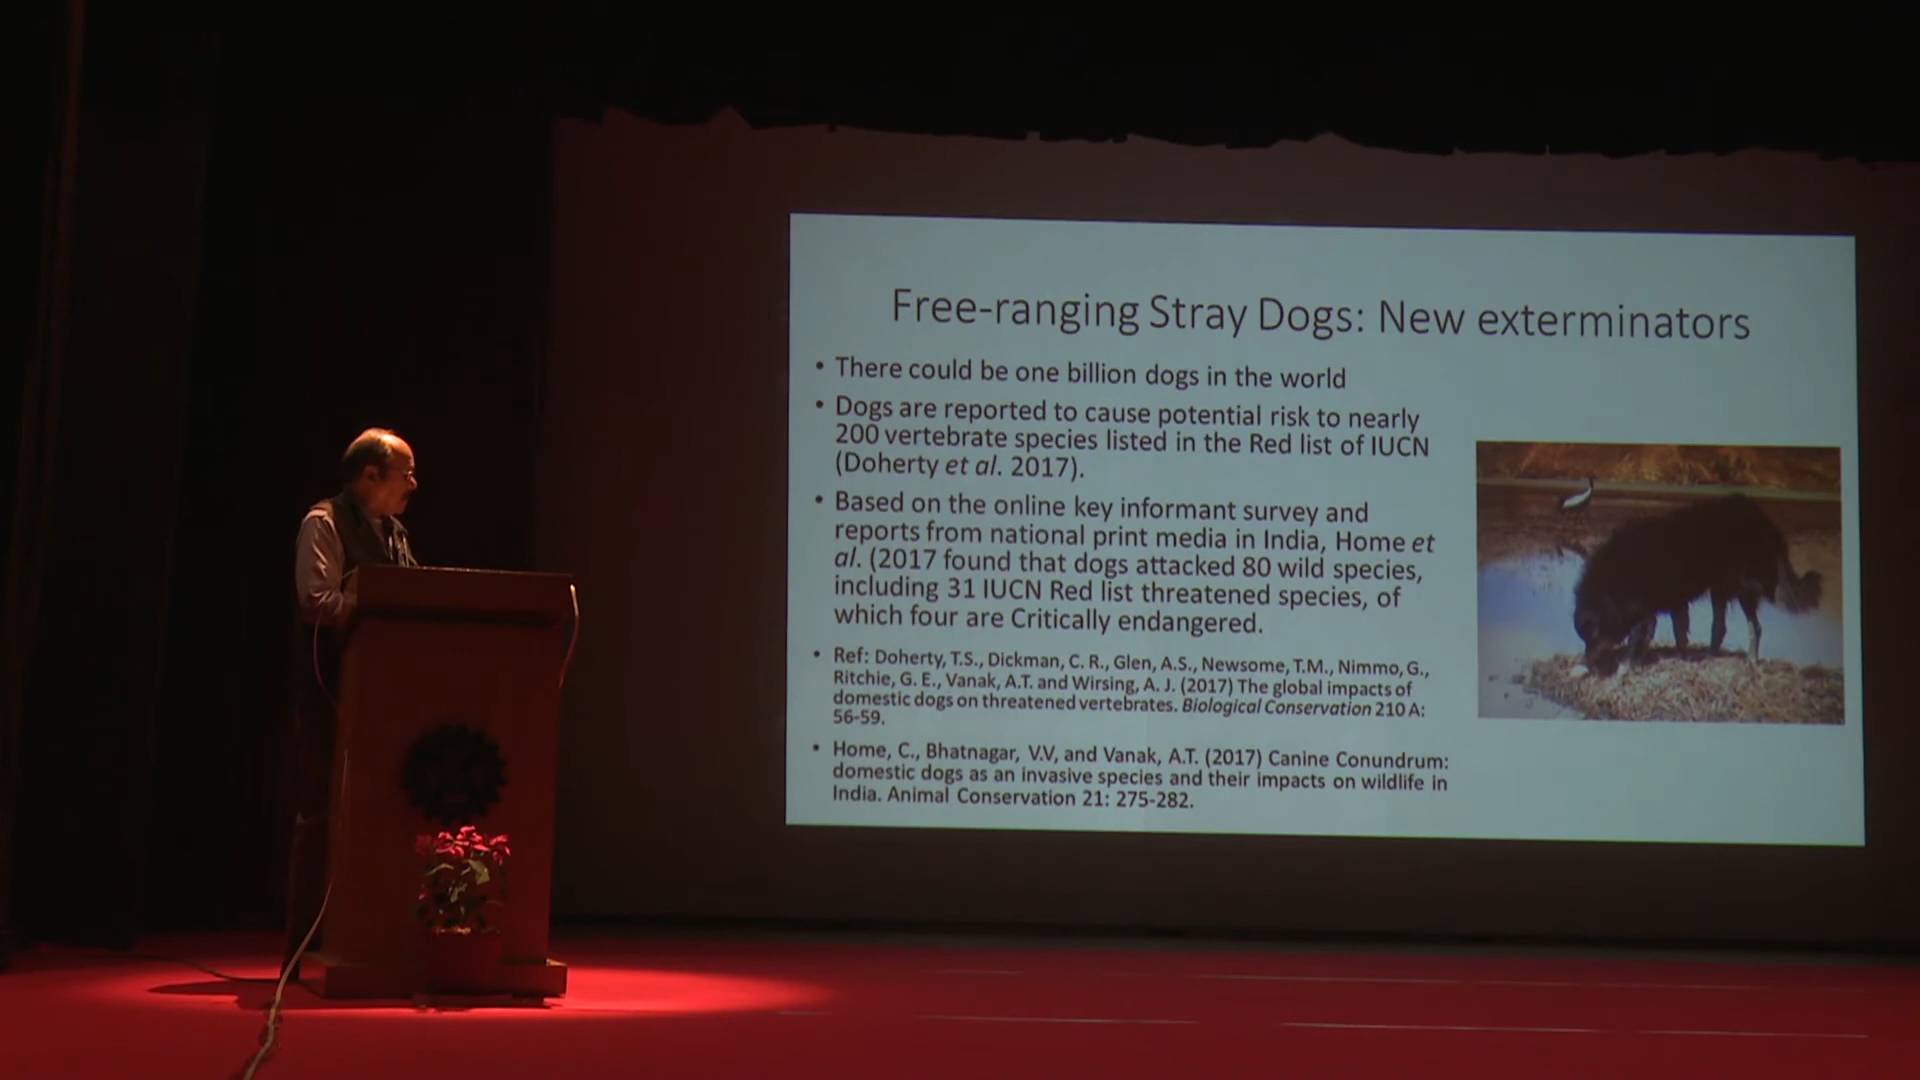 Free-ranging Stray Dogs: New exterminators
• There could be one billion dogs in the world
• Dogs are reported to cause potential risk to nearly
200 vertebrate species listed in the Red list of IUCN
(Doherty et al. 2017).
• Based on the online key informant survey and
reports from national print media in India, Home et
al. (2017 found that dogs attacked 80 wild species,
including 31 IUCN Red list threatened species, of
which four are Critically endangered.
• Ref: Doherty, T.S., Dickman, C. R., Glen, A.S., Newsome, T.M., Nimmo, G.,
Ritchie, G. E., Vanak, A.T. and Wirsing, A. J. (2017) The global impacts of
domestic dogs on threatened vertebrates. Biological Conservation 210 A:
56-59.
• Home, C., Bhatnagar, V.V, and Vanak, A.T. (2017) Canine Conundrum:
domestic dogs as an invasive species and their impacts on wildlife in
India. Animal Conservation 21: 275-282.